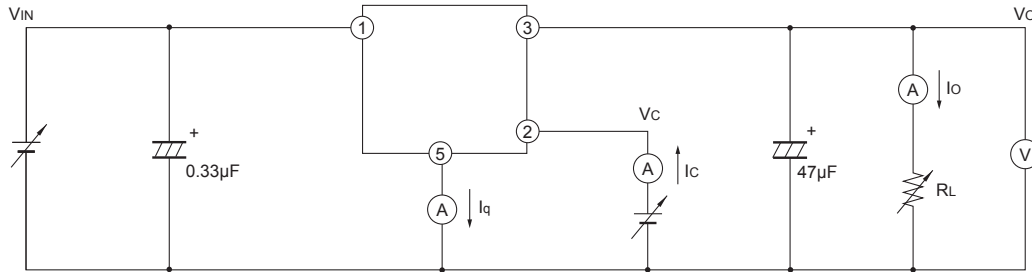 VIN
1
3
VO
A
IO
2
VC
5
+
0.33μF
A
IC
+
47μF
V
A
Iq
RL